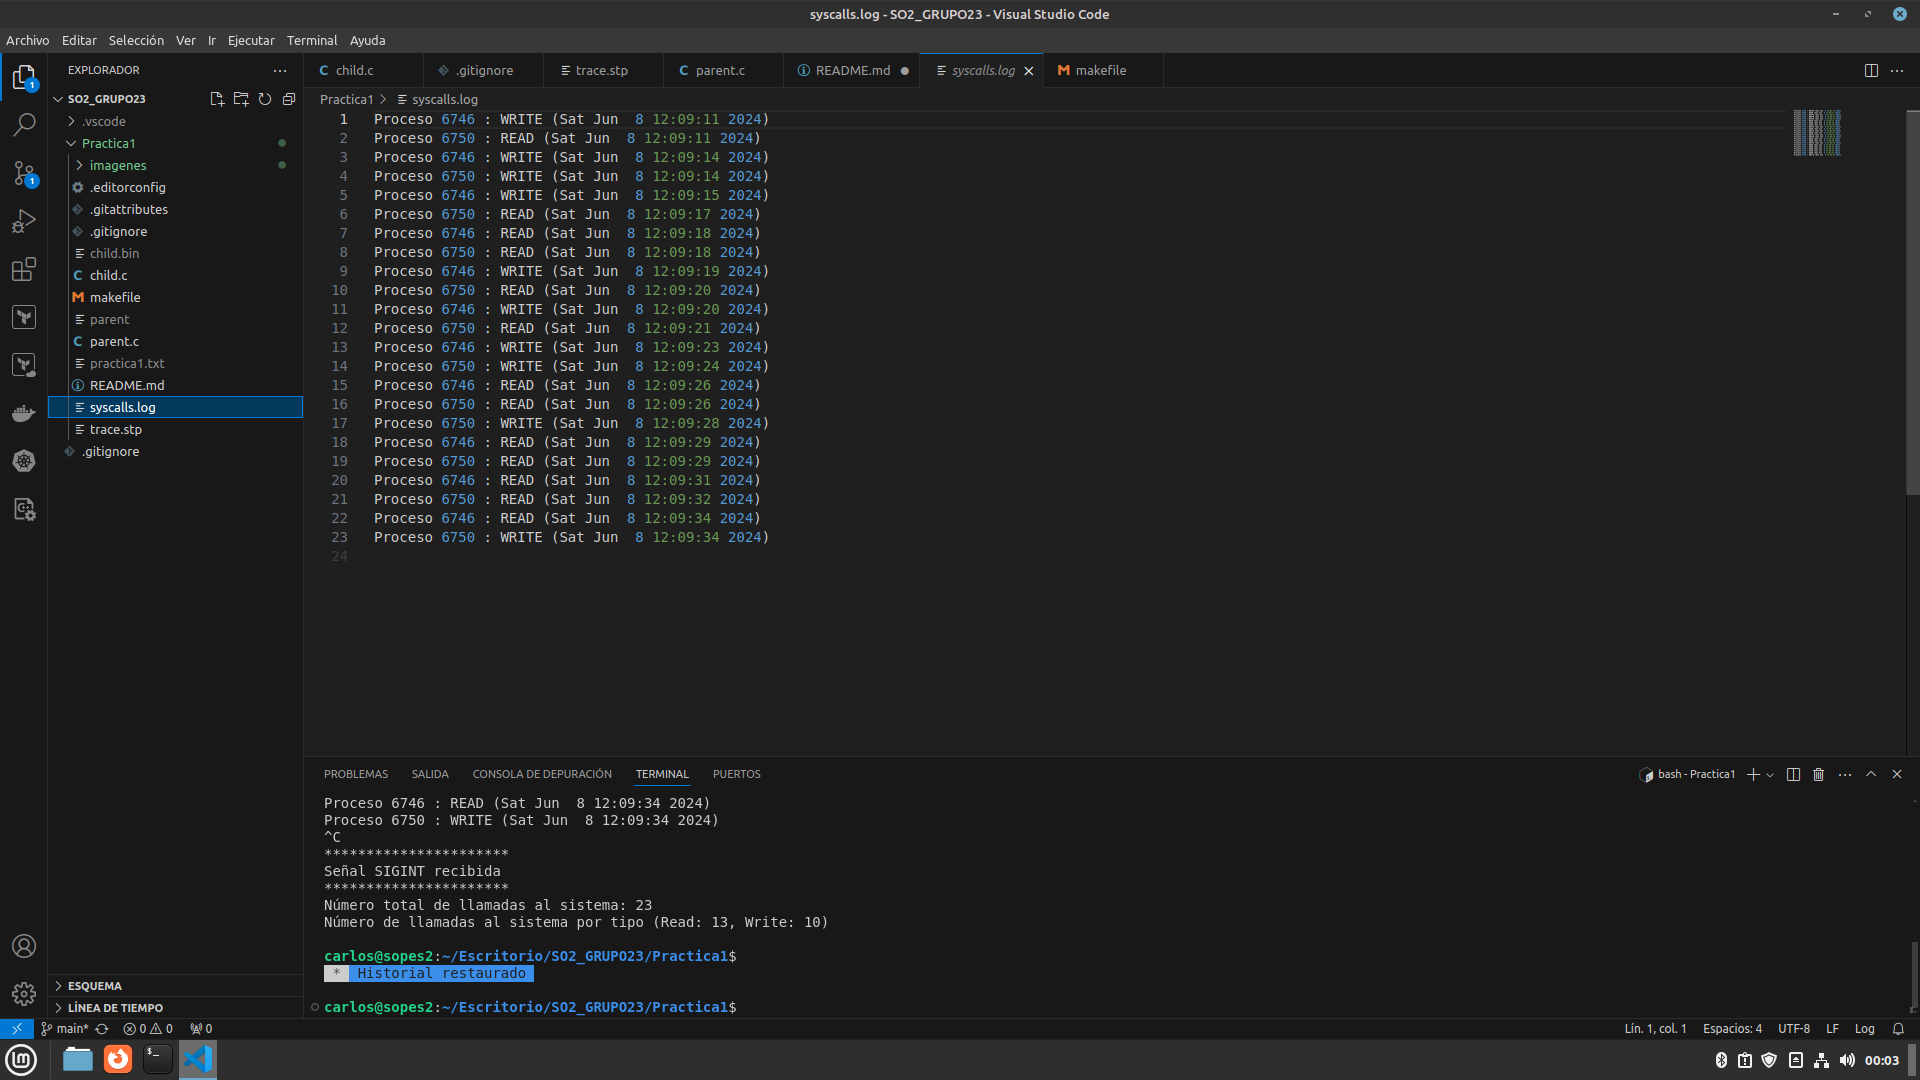 syscalls.log - SO2_GRUPO23 - Visual Studio Code
Archivo Editar Selección Ver Ir Ejecutar Terminal Ayuda
EXPLORADOR
SO2_GRUPO23
.vscode
Practica1
imagenes
.editorconfig
.gitattributes
.gitignore
child.bin
child.c
makefile
parent
parent.c
practica1.txt
README.md
syscalls.log
trace.stp
.gitignore
ESQUEMA
LÍNEA DE TIEMPO
child.c .gitignore trace.stp parent.c README.md syscalls.log makefile
Practica1 > syscalls.log
1 Proceso 6746 : WRITE (Sat Jun  8 12:09:11 2024)
2 Proceso 6750 : READ (Sat Jun  8 12:09:11 2024)
3 Proceso 6746 : WRITE (Sat Jun  8 12:09:14 2024)
4 Proceso 6750 : WRITE (Sat Jun  8 12:09:14 2024)
5 Proceso 6746 : WRITE (Sat Jun  8 12:09:15 2024)
6 Proceso 6750 : READ (Sat Jun  8 12:09:17 2024)
7 Proceso 6746 : READ (Sat Jun  8 12:09:18 2024)
8 Proceso 6750 : READ (Sat Jun  8 12:09:18 2024)
9 Proceso 6746 : WRITE (Sat Jun  8 12:09:19 2024)
10 Proceso 6750 : READ (Sat Jun  8 12:09:20 2024)
11 Proceso 6746 : WRITE (Sat Jun  8 12:09:20 2024)
12 Proceso 6750 : READ (Sat Jun  8 12:09:21 2024)
13 Proceso 6746 : WRITE (Sat Jun  8 12:09:23 2024)
14 Proceso 6750 : WRITE (Sat Jun  8 12:09:24 2024)
15 Proceso 6746 : READ (Sat Jun  8 12:09:26 2024)
16 Proceso 6750 : READ (Sat Jun  8 12:09:26 2024)
17 Proceso 6750 : WRITE (Sat Jun  8 12:09:28 2024)
18 Proceso 6746 : READ (Sat Jun  8 12:09:29 2024)
19 Proceso 6750 : READ (Sat Jun  8 12:09:29 2024)
20 Proceso 6746 : READ (Sat Jun  8 12:09:31 2024)
21 Proceso 6750 : READ (Sat Jun  8 12:09:32 2024)
22 Proceso 6746 : READ (Sat Jun  8 12:09:34 2024)
23 Proceso 6750 : WRITE (Sat Jun  8 12:09:34 2024)
24
PROBLEMAS SALIDA CONSOLA DE DEPURACIÓN TERMINAL PUERTOS
bash - Practica1
Proceso 6746 : READ (Sat Jun  8 12:09:34 2024)
Proceso 6750 : WRITE (Sat Jun  8 12:09:34 2024)
^C
**********************
Señal SIGINT recibida
**********************
Número total de llamadas al sistema: 23
Número de llamadas al sistema por tipo (Read: 13, Write: 10)
carlos@sopes2:~/Escritorio/SO2_GRUPO23/Practica1$
* Historial restaurado
carlos@sopes2:~/Escritorio/SO2_GRUPO23/Practica1$
main* 0 0 0
Lín. 1, col. 1 Espacios: 4 UTF-8 LF Log
00:03